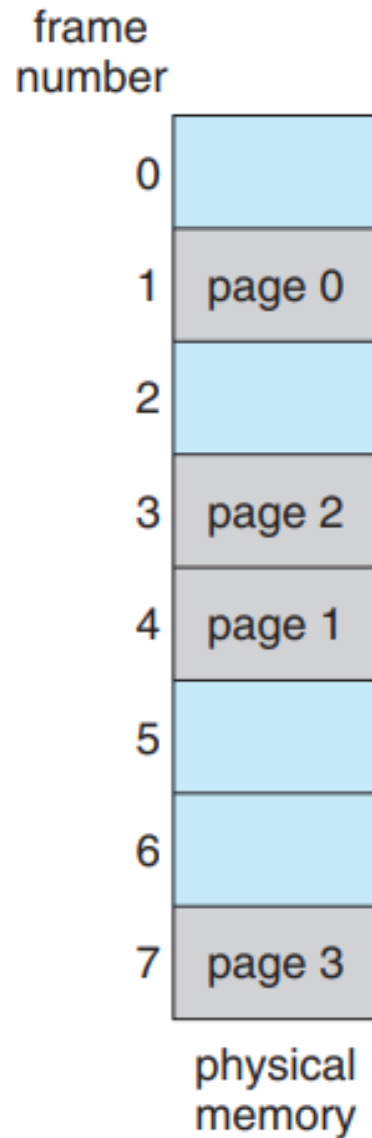 frame
number
0
1 page 0
2
3 page 2
4 page 1
5
6
7 page 3
physical
memory